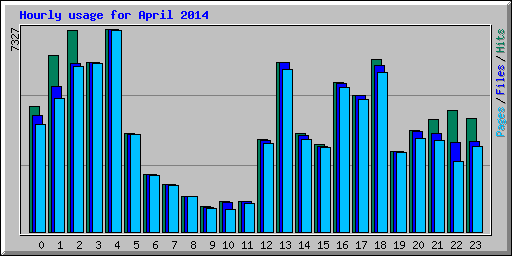 Hourly usage for April 2014
7327
Pages / Files / Hits
0 1 2 3 4 5 6 7 8 9 10 11 12 13 14 15 16 17 18 19 20 21 22 23